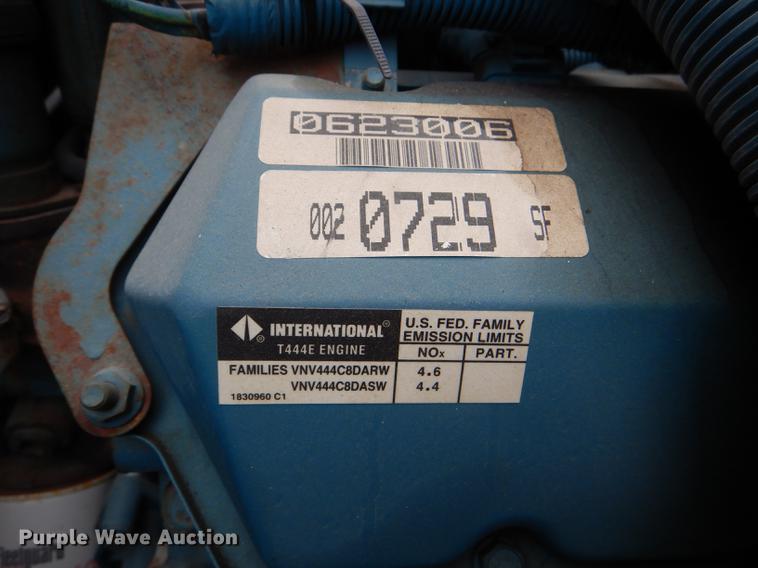 0623006
002 0729 SF
INTERNATIONAL®
T444E ENGINE
U.S. FED. FAMILY
EMISSION LIMITS
NOx PART.
FAMILIES VNV444C8DARW 4.6
VNV444C8DASW 4.4
1830960 C1
Fleetguard
Purple Wave Auction®